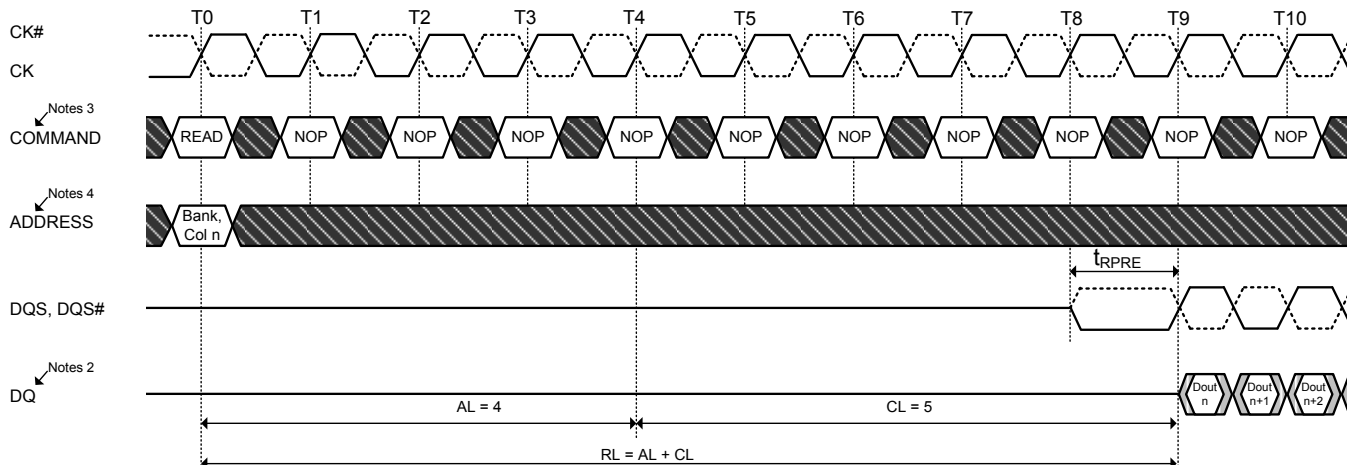 T0 T1 T2 T3 T4 T5 T6 T7 T8 T9 T10
CK#
CK
Notes 3
COMMAND
READ NOP NOP NOP NOP NOP NOP NOP NOP NOP NOP
Notes 4
ADDRESS
Bank,
Col n
tRPRE
DQS, DQS#
Notes 2
DQ
Dout Dout Dout
n n+1 n+2
AL = 4 CL = 5
RL = AL + CL